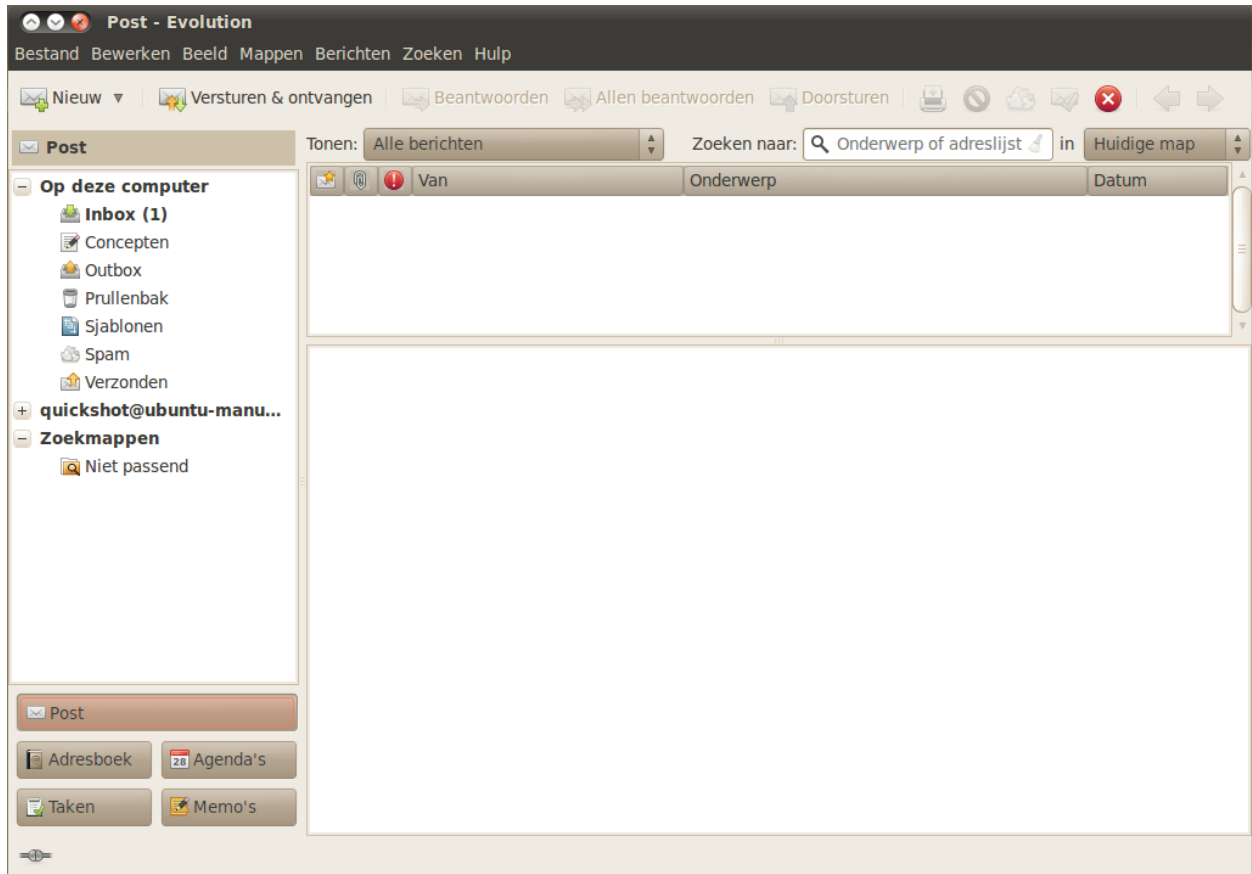 Post - Evolution
Bestand Bewerken Beeld Mappen Berichten Zoeken Hulp
Nieuw Versturen & ontvangen Beantwoorden Allen beantwoorden Doorsturen
Post
Tonen: Alle berichten Zoeken naar: Onderwerp of adreslijst in Huidige map
Van Onderwerp Datum
Op deze computer
Inbox (1)
Concepten
Outbox
Prullenbak
Sjablonen
Spam
Verzonden
quickshot@ubuntu-manu...
Zoekmappen
Niet passend
Post
Adresboek 28 Agenda's
Taken Memo's